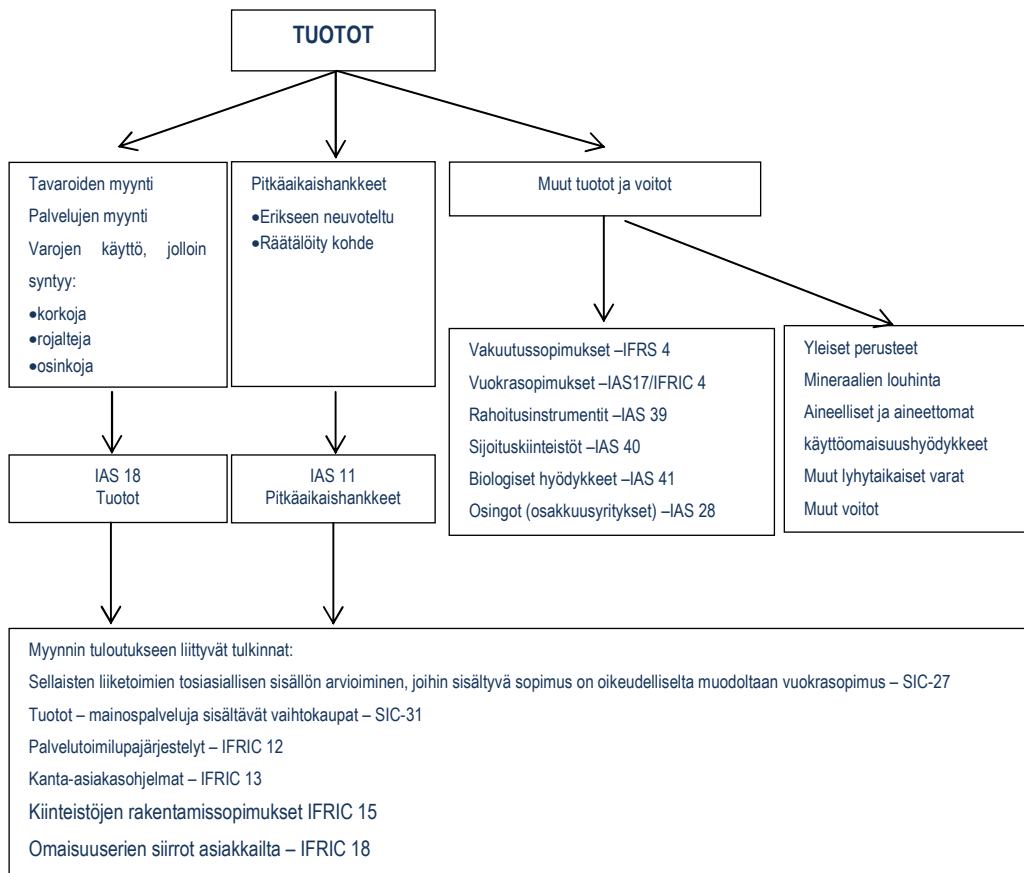 TUOTOT
Tavaroiden myynti
Palvelujen myynti
Varojen käyttö, jolloin
syntyy:
•korkoja
•rojalteja
•osinkoja
Pitkäaikaishankkeet
•Erikseen neuvoteltu
•Räätälöity kohde
Muut tuotot ja voitot
IAS 18
Tuotot
IAS 11
Pitkäaikaishankkeet
Vakuutussopimukset –IFRS 4
Vuokrasopimukset –IAS17/IFRIC 4
Rahoitusinstrumentit –IAS 39
Sijoituskiinteistöt –IAS 40
Biologiset hyödykkeet –IAS 41
Osingot (osakkuusyritykset) –IAS 28
Yleiset perusteet
Mineraalien louhinta
Aineelliset ja aineettomat
käyttöomaisuushyödykkeet
Muut lyhytaikaiset varat
Muut voitot
Myynnin tuloutukseen liittyvät tulkinnat:
Sellaisten liiketoimien tosiasiallisen sisällön arvioiminen, joihin sisältyvä sopimus on oikeudelliselta muodoltaan vuokrasopimus – SIC-27
Tuotot – mainospalveluja sisältävät vaihtokaupat – SIC-31
Palvelutoimilupajärjestelyt – IFRIC 12
Kanta-asiakasohjelmat – IFRIC 13
Kiinteistöjen rakentamissopimukset IFRIC 15
Omaisuuserien siirrot asiakkailta – IFRIC 18